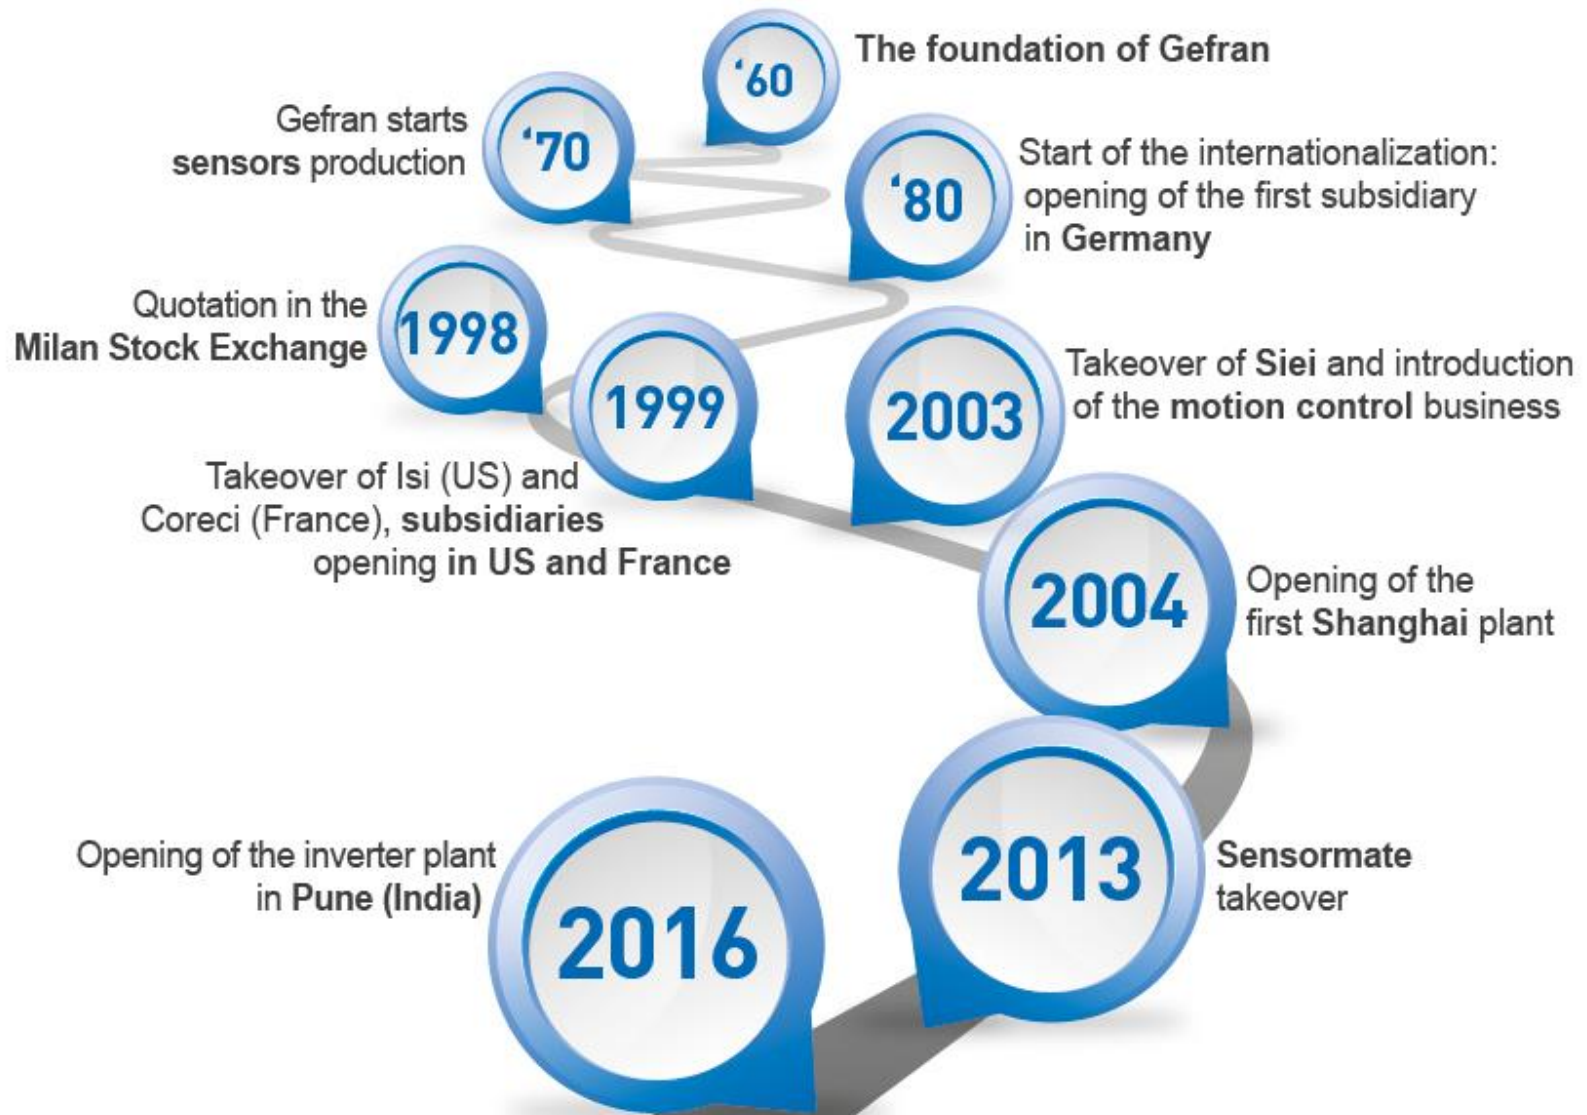 ‘60
The foundation of Gefran
‘70
Gefran starts
sensors production
‘80
Start of the internationalization:
opening of the first subsidiary
in Germany
1998
Quotation in the
Milan Stock Exchange
1999
Takeover of Isi (US) and
Coreci (France), subsidiaries
opening in US and France
2003
Takeover of Siei and introduction
of the motion control business
2004
Opening of the
first Shanghai plant
2013
Sensormate
takeover
2016
Opening of the inverter plant
in Pune (India)